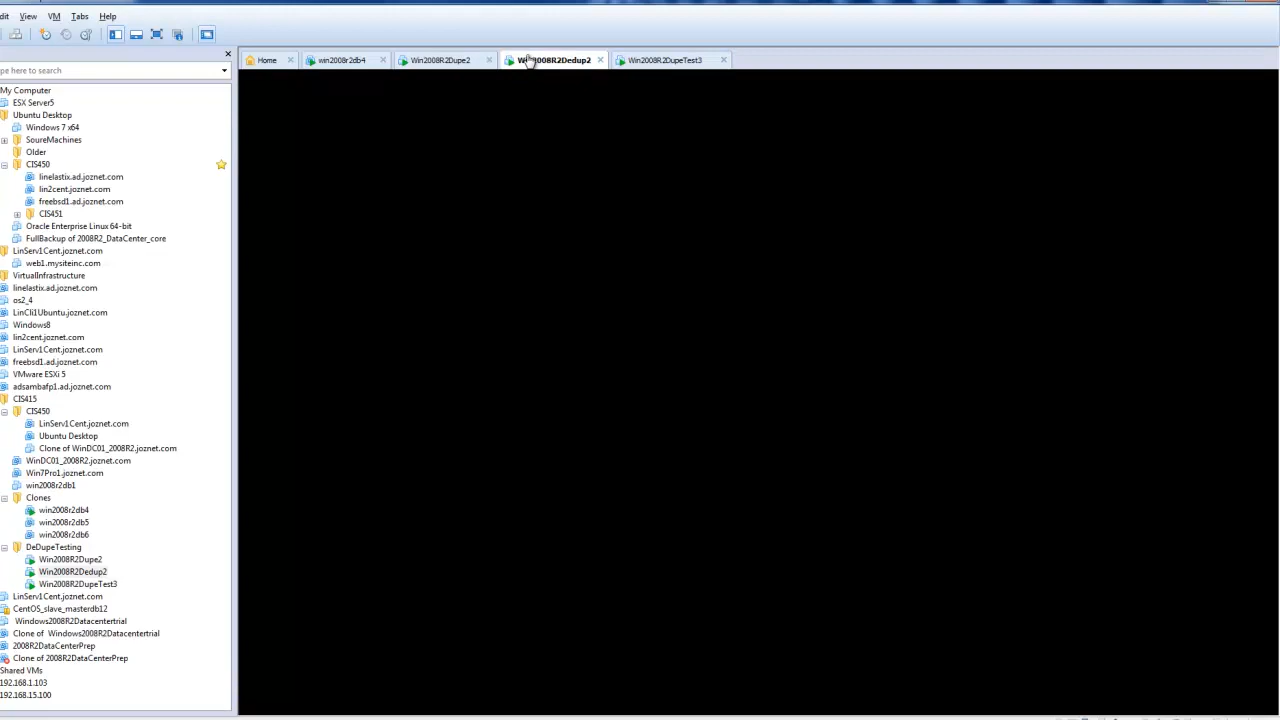 dit View VM Tabs Help
Home win2008r2db4 Win2008R2Dupe2 Win2008R2Dedup2 Win2008R2DupeTest3
pe here to search
My Computer
ESX Server5
Ubuntu Desktop
Windows 7 x64
SoureMachines
Older
CIS450
linelastix.ad.joznet.com
lin2cent.joznet.com
freebsd1.ad.joznet.com
CIS451
Oracle Enterprise Linux 64-bit
FullBackup of 2008R2_DataCenter_core
LinServ1Cent.joznet.com
web1.mysiteinc.com
VirtualInfrastructure
linelastix.ad.joznet.com
os2_4
LinCli1Ubuntu.joznet.com
Windows8
lin2cent.joznet.com
LinServ1Cent.joznet.com
freebsd1.ad.joznet.com
VMware ESXi 5
adsambafp1.ad.joznet.com
CIS415
CIS450
LinServ1Cent.joznet.com
Ubuntu Desktop
Clone of WinDC01_2008R2.joznet.com
WinDC01_2008R2.joznet.com
Win7Pro1.joznet.com
win2008r2db1
Clones
win2008r2db4
win2008r2db5
win2008r2db6
DeDupeTesting
Win2008R2Dupe2
Win2008R2Dedup2
Win2008R2DupeTest3
LinServ1Cent.joznet.com
CentOS_slave_masterdb12
Windows2008R2Datacentertrial
Clone of Windows2008R2Datacentertrial
2008R2DataCenterPrep
Clone of 2008R2DataCenterPrep
Shared VMs
192.168.1.103
192.168.15.100